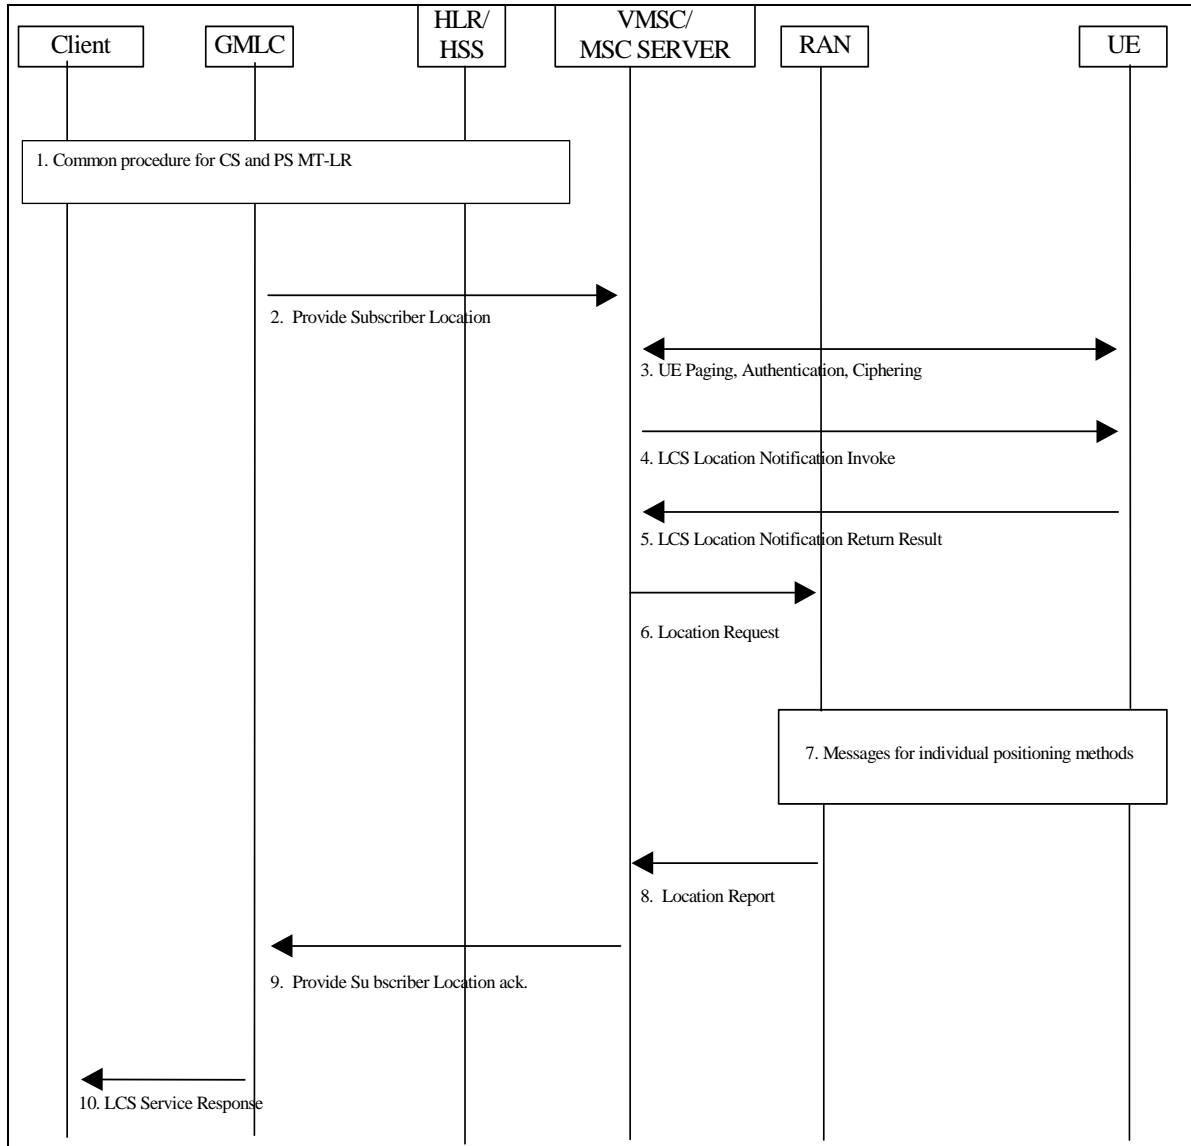 Client
GMLC
HLR/
HSS
VMSC/
MSC SERVER
RAN
UE
1. Common procedure for CS and PS MT-LR
2. Provide Subscriber Location
3. UE Paging, Authentication, Ciphering
4. LCS Location Notification Invoke
5. LCS Location Notification Return Result
6. Location Request
7. Messages for individual positioning methods
8. Location Report
9. Provide Su bscriber Location ack.
10. LCS Service Response